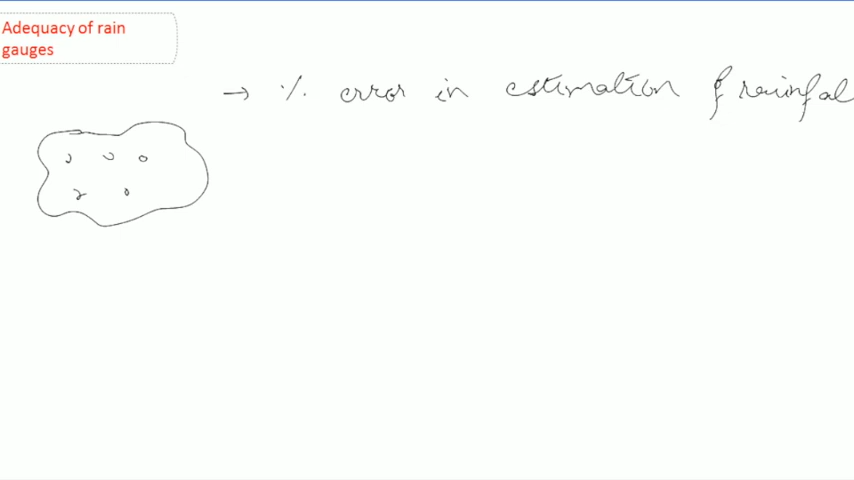 Adequacy of rain
gauges
→ % error in estimation of rainfal